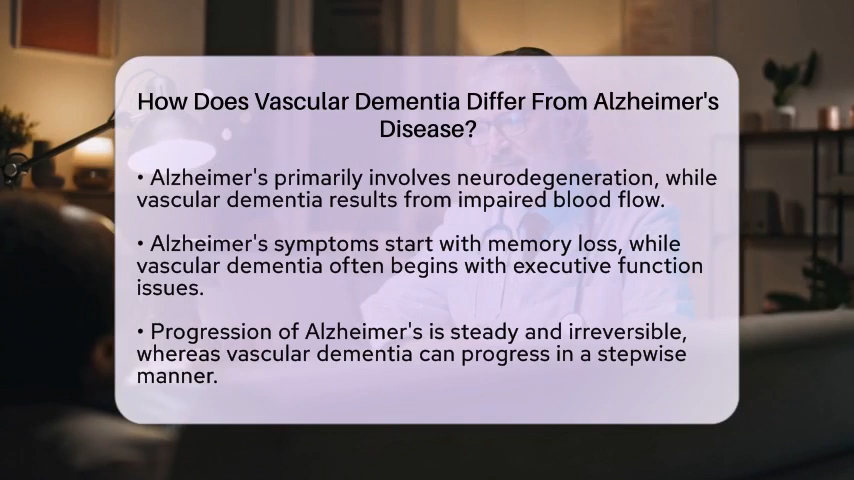 How Does Vascular Dementia Differ From Alzheimer's
Disease?
• Alzheimer's primarily involves neurodegeneration, while
vascular dementia results from impaired blood flow.
• Alzheimer's symptoms start with memory loss, while
vascular dementia often begins with executive function
issues.
• Progression of Alzheimer's is steady and irreversible,
whereas vascular dementia can progress in a stepwise
manner.